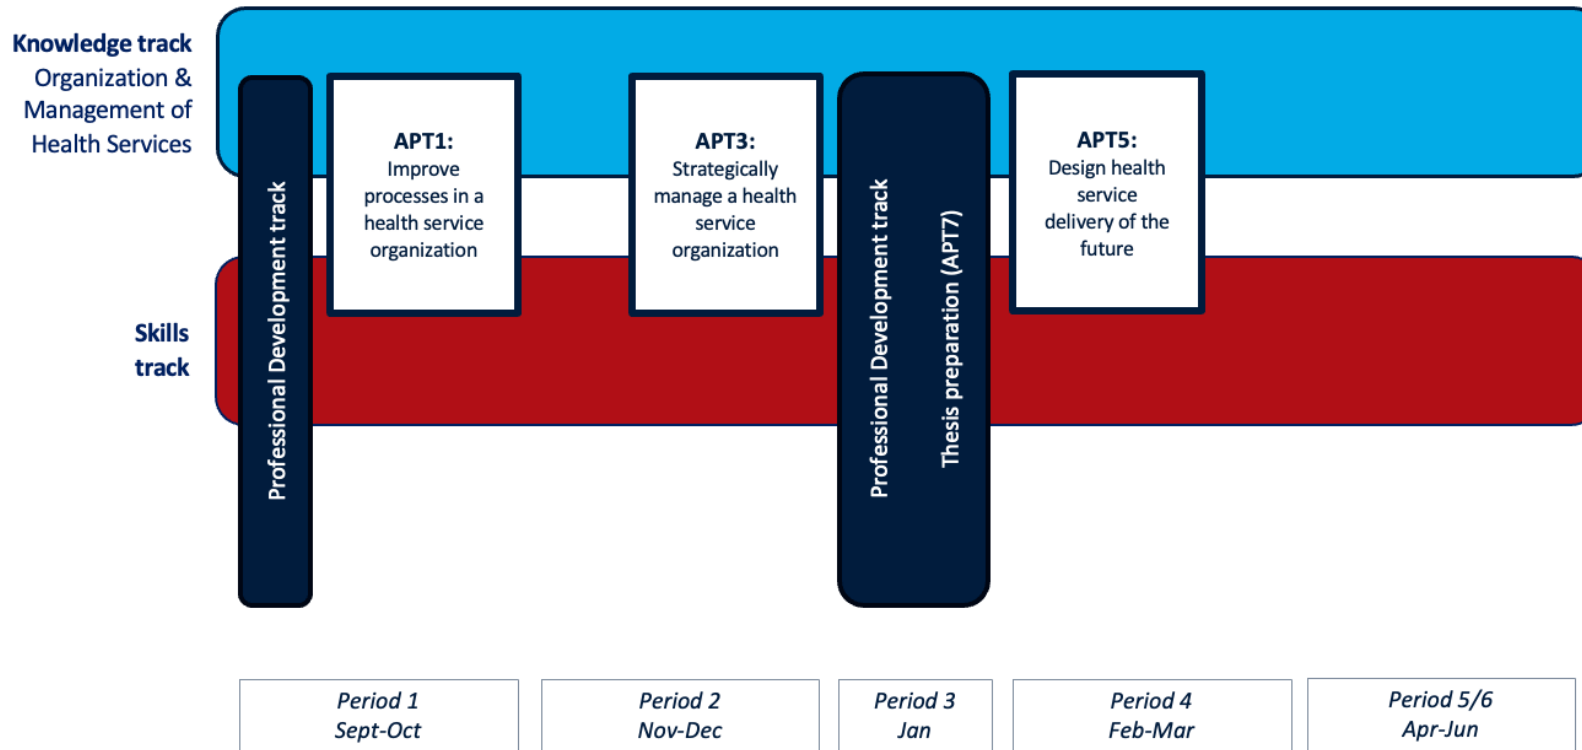 Knowledge track
Organization &
Management of
Health Services
Professional Development track
APT1:
Improve
processes in a
health service
organization
APT3:
Strategically
manage a health
service
organization
Professional Development track
Thesis preparation (APT7)
APT5:
Design health
service
delivery of the
future
Skills
track
Period 1
Sept-Oct
Period 2
Nov-Dec
Period 3
Jan
Period 4
Feb-Mar
Period 5/6
Apr-Jun